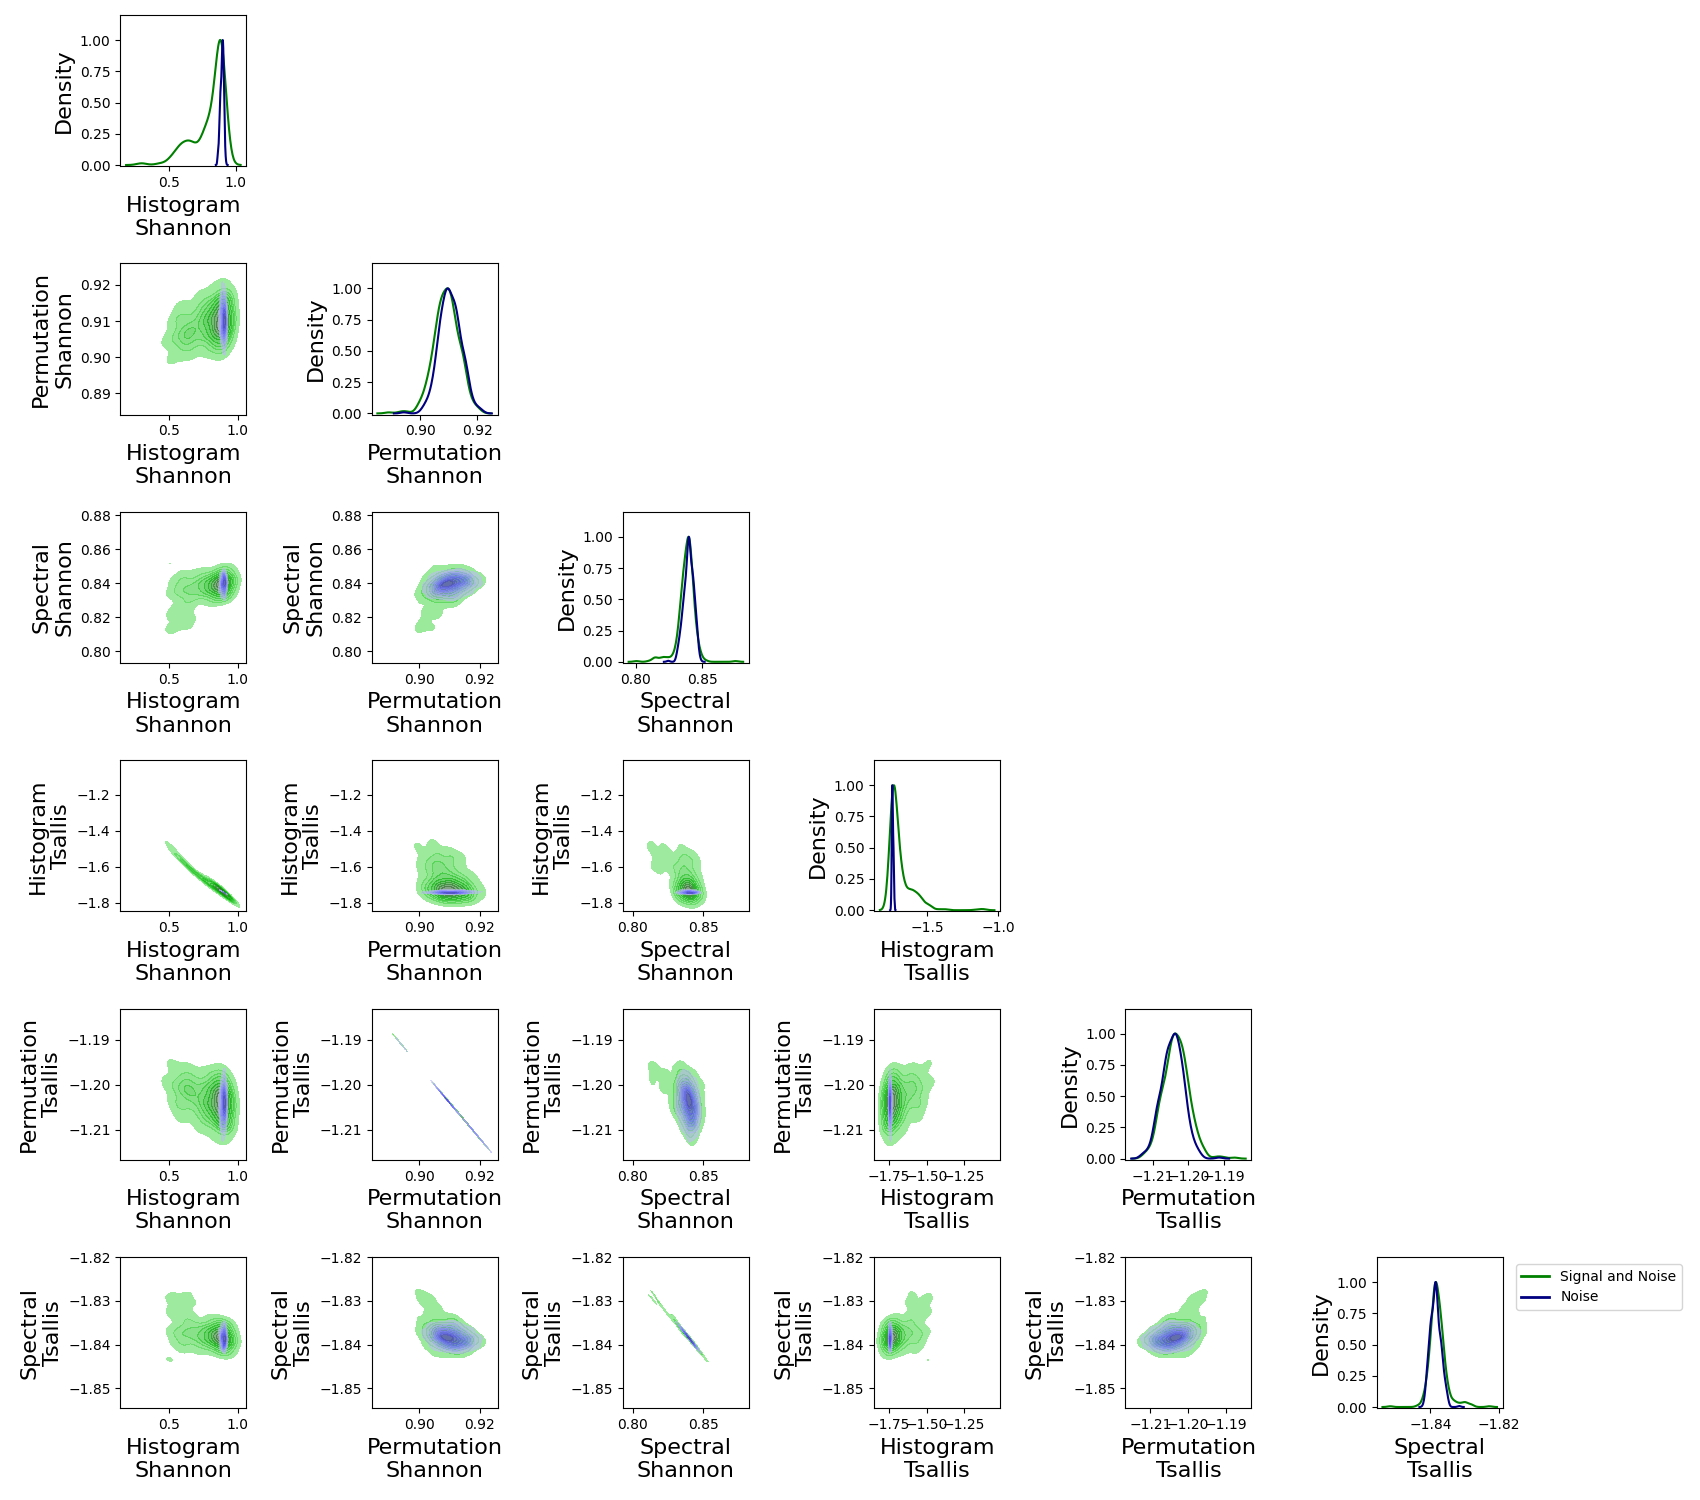 1.00
0.75
0.50
0.25
0.00
Density
0.5 1.0
Histogram
Shannon
0.92
0.91
0.90
0.89
Permutation
Shannon
0.5 1.0
Histogram
Shannon
1.00
0.75
0.50
0.25
0.00
Density
0.90 0.92
Permutation
Shannon
0.88
0.86
0.84
0.82
0.80
Spectral
Shannon
0.5 1.0
Histogram
Shannon
0.88
0.86
0.84
0.82
0.80
Spectral
Shannon
0.90 0.92
Permutation
Shannon
1.00
0.75
0.50
0.25
0.00
Density
0.80 0.85
Spectral
Shannon
−1.2
−1.4
−1.6
−1.8
Histogram
Tsallis
0.5 1.0
Histogram
Shannon
−1.2
−1.4
−1.6
−1.8
Histogram
Tsallis
0.90 0.92
Permutation
Shannon
−1.2
−1.4
−1.6
−1.8
Histogram
Tsallis
0.80 0.85
Spectral
Shannon
1.00
0.75
0.50
0.25
0.00
Density
−1.5 −1.0
Histogram
Tsallis
−1.19
−1.20
−1.21
Permutation
Tsallis
0.5 1.0
Histogram
Shannon
−1.19
−1.20
−1.21
Permutation
Tsallis
0.90 0.92
Permutation
Shannon
−1.19
−1.20
−1.21
Permutation
Tsallis
0.80 0.85
Spectral
Shannon
−1.19
−1.20
−1.21
Permutation
Tsallis
−1.75 −1.50 −1.25
Histogram
Tsallis
1.00
0.75
0.50
0.25
0.00
Density
−1.21 −1.20 −1.19
Permutation
Tsallis
−1.82
−1.83
−1.84
−1.85
Spectral
Tsallis
0.5 1.0
Histogram
Shannon
−1.82
−1.83
−1.84
−1.85
Spectral
Tsallis
0.90 0.92
Permutation
Shannon
−1.82
−1.83
−1.84
−1.85
Spectral
Tsallis
0.80 0.85
Spectral
Shannon
−1.82
−1.83
−1.84
−1.85
Spectral
Tsallis
−1.75 −1.50 −1.25
Histogram
Tsallis
−1.82
−1.83
−1.84
−1.85
Spectral
Tsallis
−1.21 −1.20 −1.19
Permutation
Tsallis
1.00
0.75
0.50
0.25
0.00
Density
−1.84 −1.82
Spectral
Tsallis
Signal and Noise
Noise